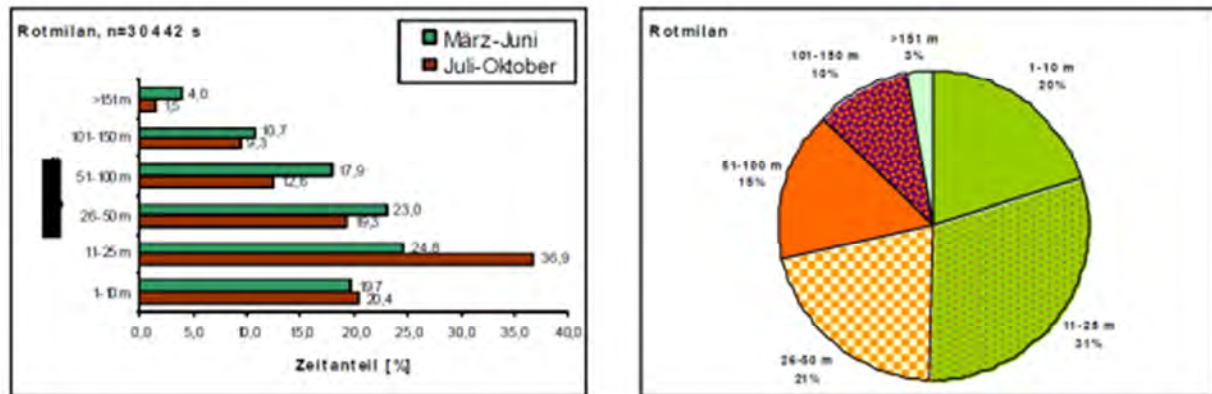 Rotmilan, n=30442 s
März-Juni
Juli-Oktober
>151 m
4,0
1,5
101-150 m
10,7
9,3
51-100 m
17,9
12,6
26-50 m
23,0
19,3
11-25 m
24,8
36,9
1-10 m
19,7
20,4
0,0 5,0 10,0 15,0 20,0 25,0 30,0 35,0 40,0
Zeitanteil [%]
Rotmilan
>151 m
3%
101-150 m
10%
1-10 m
20%
51-100 m
15%
11-25 m
31%
26-50 m
21%